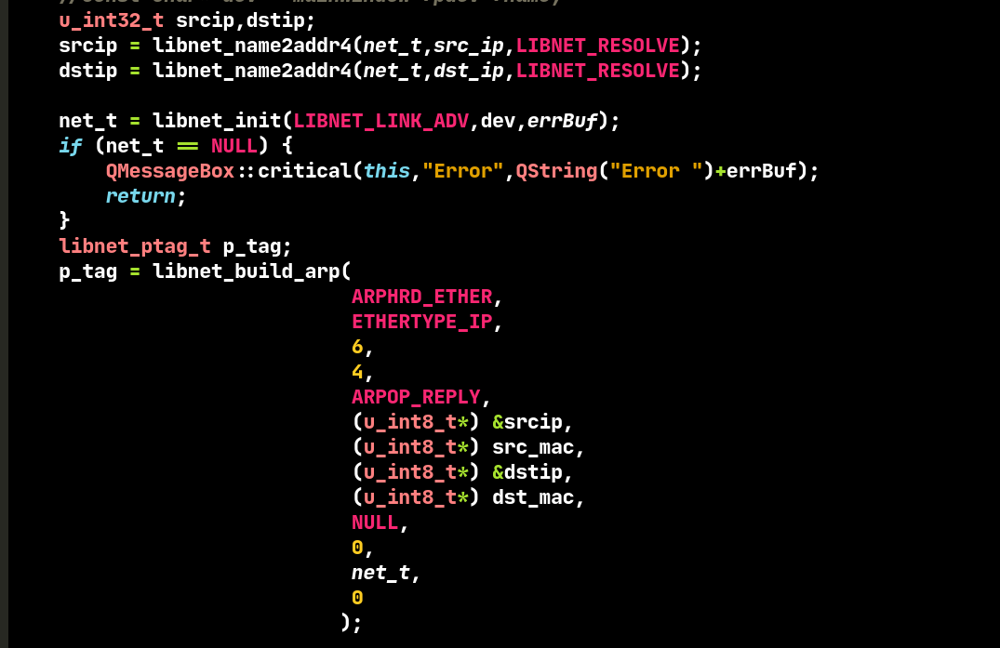 u_int32_t srcip,dstip;
srcip = libnet_name2addr4(net_t,src_ip,LIBNET_RESOLVE);
dstip = libnet_name2addr4(net_t,dst_ip,LIBNET_RESOLVE);
net_t = libnet_init(LIBNET_LINK_ADV,dev,errBuf);
if (net_t == NULL) {
QMessageBox::critical(this,"Error",QString("Error ")+errBuf);
return;
}
libnet_ptag_t p_tag;
p_tag = libnet_build_arp(
ARPHRD_ETHER,
ETHERTYPE_IP,
6,
4,
ARPOP_REPLY,
(u_int8_t*) &srcip,
(u_int8_t*) src_mac,
(u_int8_t*) &dstip,
(u_int8_t*) dst_mac,
NULL,
0,
net_t,
0
);